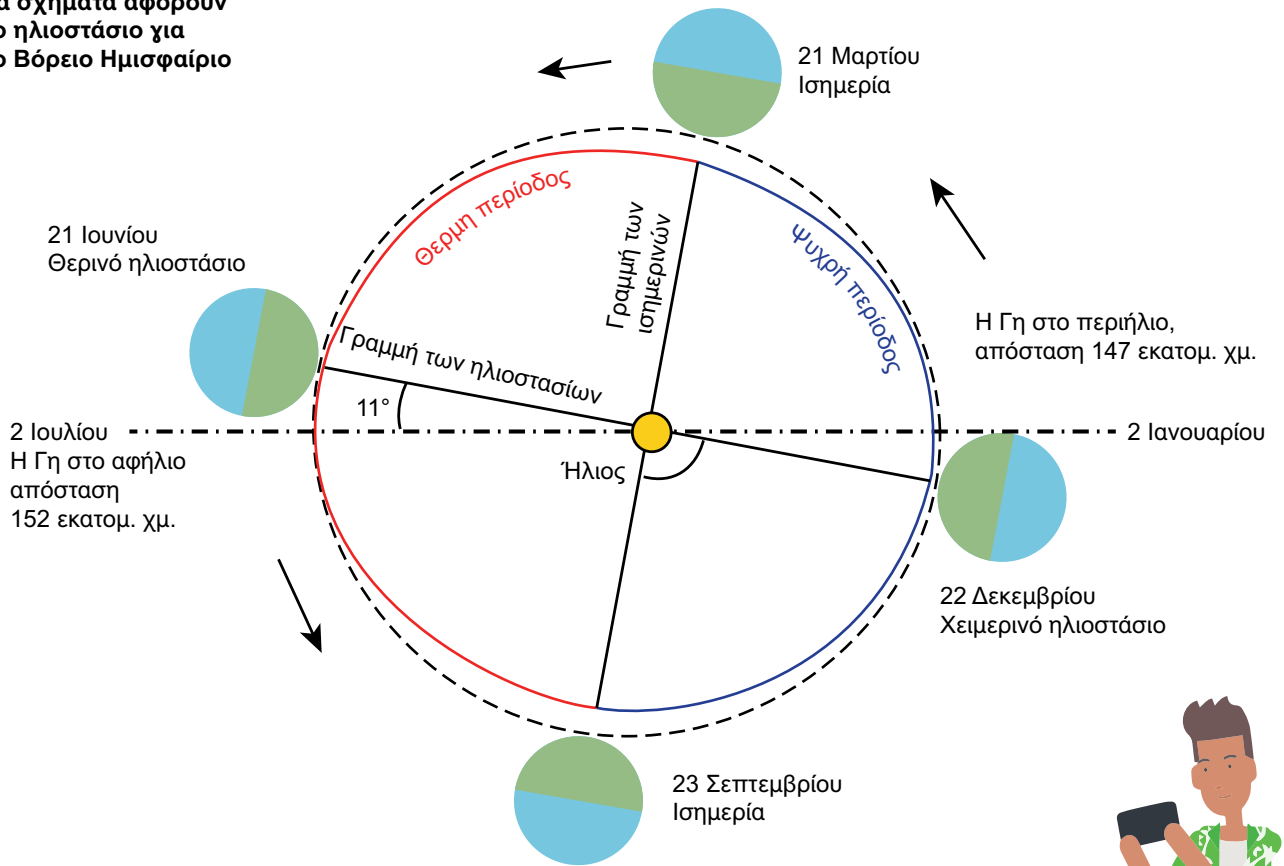 σχήματα αφορούν
ηλιοστάσιο για
Βόρειο Ημισφαίριο
21 Μαρτίου
Ισημερία
Θερμη περίοδος
Γραμμή των
ισημερινών
Ψυχρή περίοδος
21 Ιουνίου
Θερινό ηλιοστάσιο
Η Γη στο περιήλιο,
απόσταση 147 εκατομ. χμ.
Γραμμή των ηλιοστασίων
11°
2 Ιουλίου
Η Γη στο αφήλιο
απόσταση
152 εκατομ. χμ.
2 Ιανουαρίου
Ήλιος
22 Δεκεμβρίου
Χειμερινό ηλιοστάσιο
23 Σεπτεμβρίου
Ισημερία